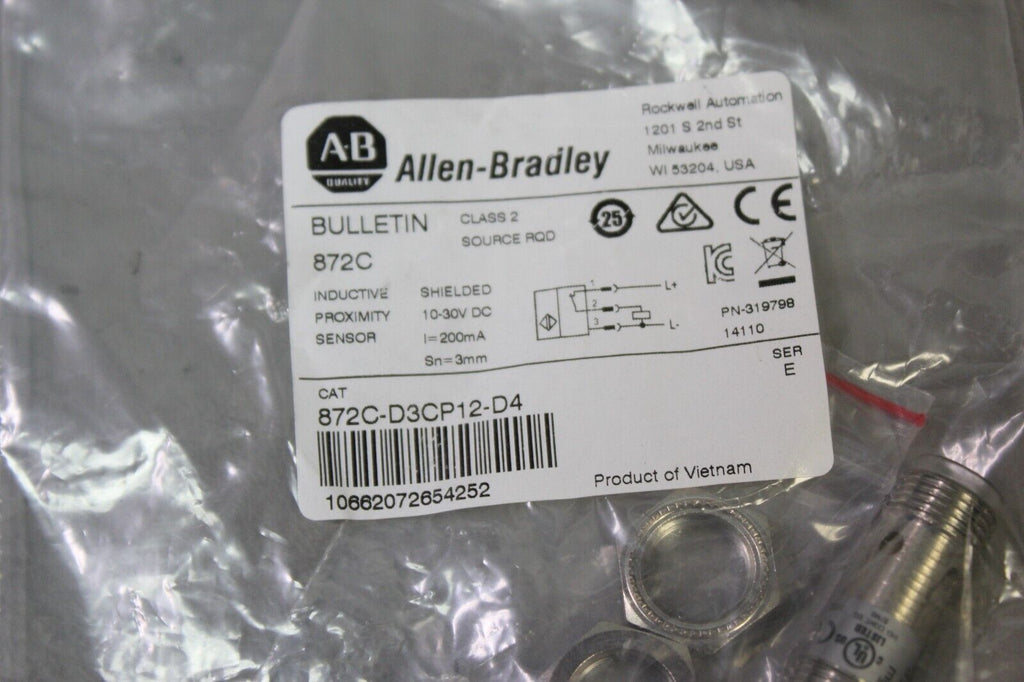 A·B
QUALITY
Allen-Bradley
Rockwell Automation
1201 S 2nd St
Milwaukee
WI 53204, USA
BULLETIN
872C
CLASS 2
SOURCE RQD
25
CE
INDUCTIVE
PROXIMITY
SENSOR
SHIELDED
10-30V DC
I=200mA
Sn=3mm
1
2
3
L+
L-
PN-319798
14110
SER
E
CAT
872C-D3CP12-D4
10662072654252
Product of Vietnam
UL
LISTED